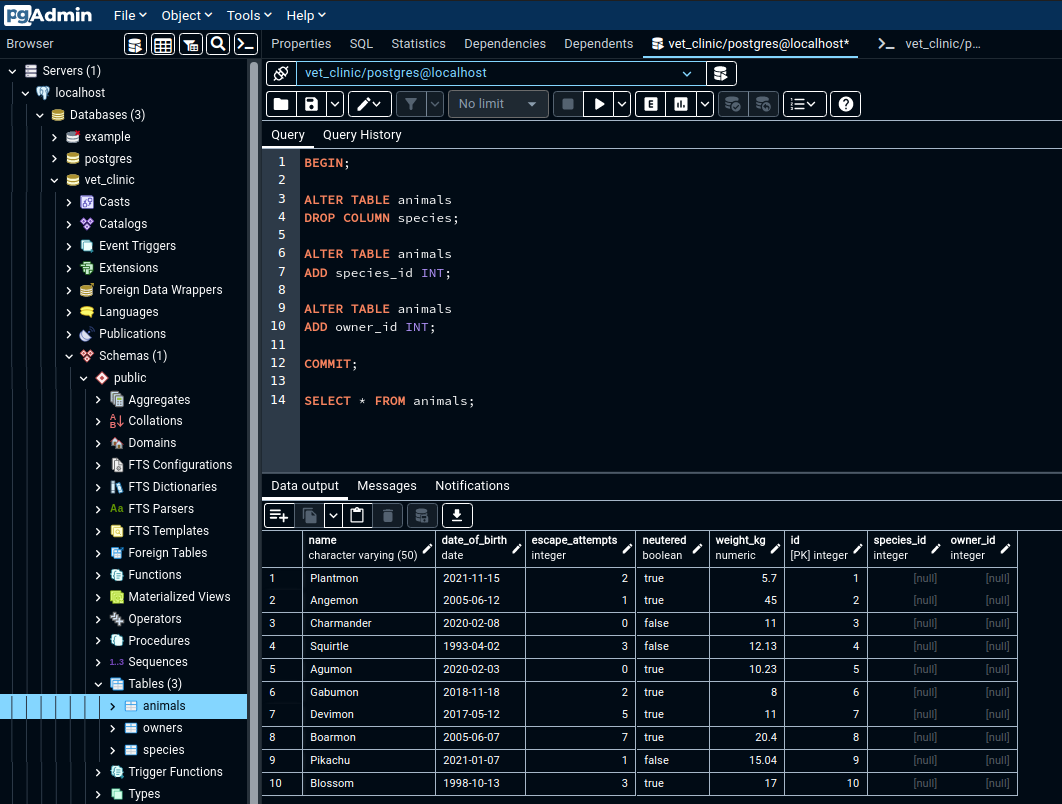 pgAdmin File Object Tools Help
Browser Properties SQL Statistics Dependencies Dependents vet_clinic/postgres@localhost* vet_clinic/p...
Servers (1)
localhost
Databases (3)
example
postgres
vet_clinic
Casts
Catalogs
Event Triggers
Extensions
Foreign Data Wrappers
Languages
Publications
Schemas (1)
public
Aggregates
Collations
Domains
FTS Configurations
FTS Dictionaries
Aa FTS Parsers
FTS Templates
Foreign Tables
Functions
Materialized Views
Operators
Procedures
1..3 Sequences
Tables (3)
animals
owners
species
Trigger Functions
Types
vet_clinic/postgres@localhost
No limit E ?
Query Query History
1 BEGIN;
2
3 ALTER TABLE animals
4 DROP COLUMN species;
5
6 ALTER TABLE animals
7 ADD species_id INT;
8
9 ALTER TABLE animals
10 ADD owner_id INT;
11
12 COMMIT;
13
14 SELECT * FROM animals;
Data output Messages Notifications
name date_of_birth escape_attempts neutered weight_kg id species_id owner_id
character varying (50) date integer boolean numeric [PK] integer integer integer
1 Plantmon 2021-11-15 2 true 5.7 1 [null] [null]
2 Angemon 2005-06-12 1 true 45 2 [null] [null]
3 Charmander 2020-02-08 0 false 11 3 [null] [null]
4 Squirtle 1993-04-02 3 false 12.13 4 [null] [null]
5 Agumon 2020-02-03 0 true 10.23 5 [null] [null]
6 Gabumon 2018-11-18 2 true 8 6 [null] [null]
7 Devimon 2017-05-12 5 true 11 7 [null] [null]
8 Boarmon 2005-06-07 7 true 20.4 8 [null] [null]
9 Pikachu 2021-01-07 1 false 15.04 9 [null] [null]
10 Blossom 1998-10-13 3 true 17 10 [null] [null]